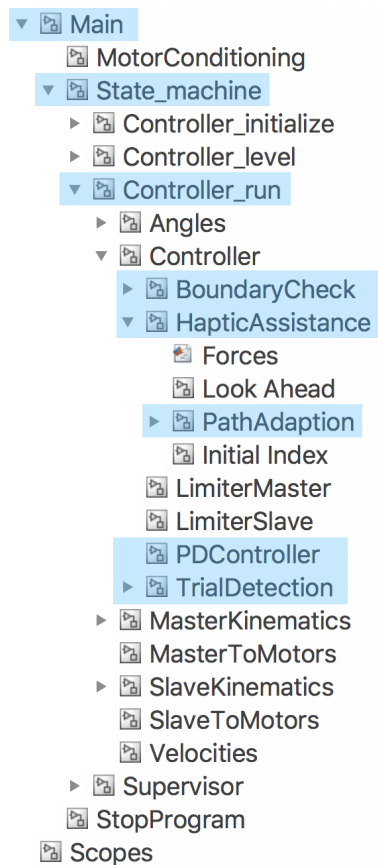 Main
MotorConditioning
State_machine
Controller_initialize
Controller_level
Controller_run
Angles
Controller
BoundaryCheck
HapticAssistance
Forces
Look Ahead
PathAdaption
Initial Index
LimiterMaster
LimiterSlave
PDController
TrialDetection
MasterKinematics
MasterToMotors
SlaveKinematics
SlaveToMotors
Velocities
Supervisor
StopProgram
Scopes